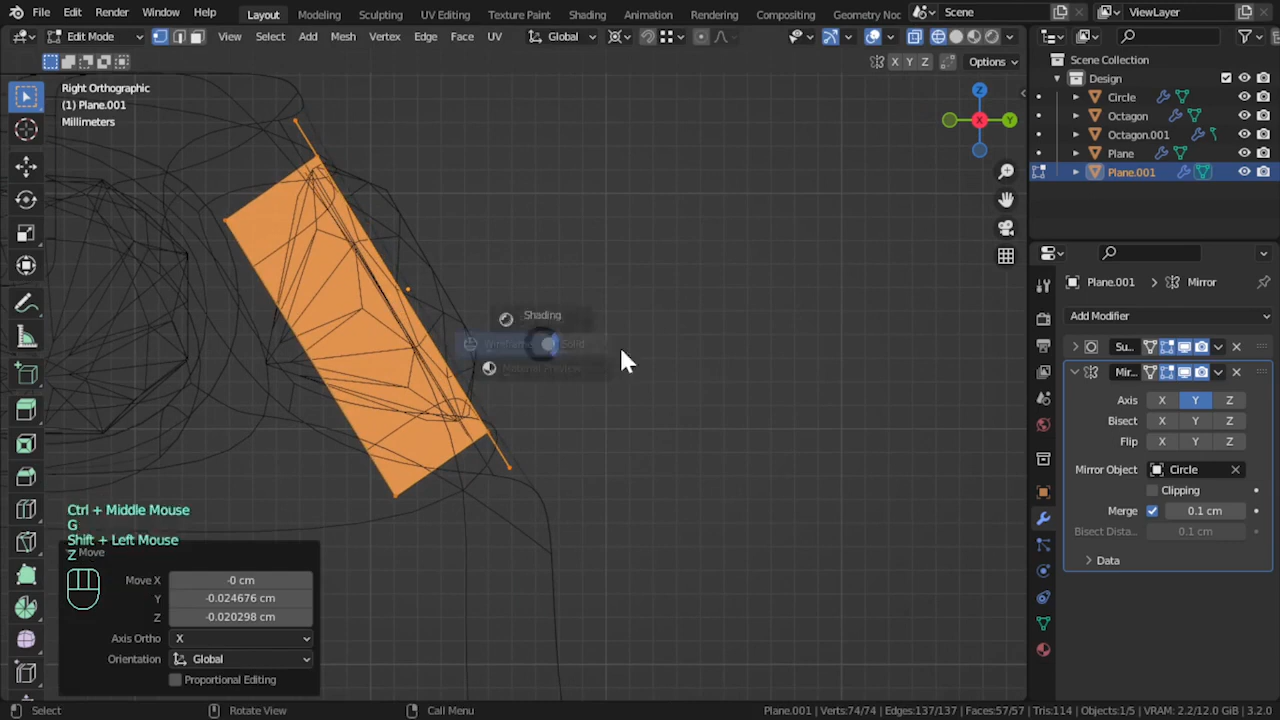 File Edit Render Window Help Layout Modeling Sculpting UV Editing Texture Paint Shading Animation Rendering Compositing Geometry Noc Scene ViewLayer
Edit Mode View Select Add Mesh Vertex Edge Face UV Global
X Y Z Options
Right Orthographic
(1) Plane.001
Millimeters
Z
X
Y
Scene Collection
Design
Circle
Octagon
Octagon.001
Plane
Plane.001
Plane.001 Mirror
Add Modifier
Su...
Mir...
Axis X Y Z
Bisect X Y Z
Flip X Y Z
Mirror Object Circle
Clipping
Merge 0.1 cm
Bisect Dista... 0.1 cm
Data
Shading
Wireframe Solid
Material Preview
Ctrl + Middle Mouse
G
Shift + Left Mouse
Z
Move
Move X -0 cm
Y -0.024676 cm
Z -0.020298 cm
Axis Ortho X
Orientation Global
Proportional Editing
Select Rotate View Call Menu Plane.001 | Verts:74/74 | Edges:137/137 | Faces:57/57 | Tris:114 | Objects:1/5 | VRAM: 2.2/12.0 GiB | 3.2.0